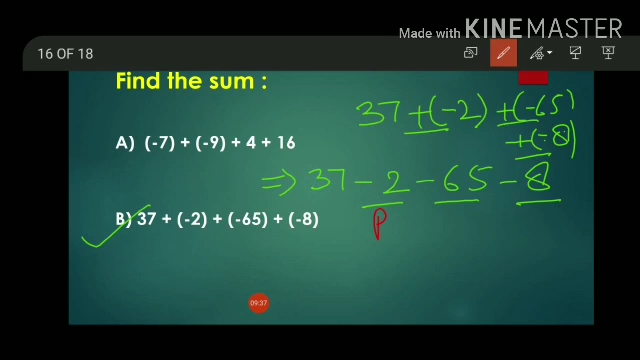 Made with KINEMASTER
16 OF 18
Find the sum :
37 + (-2) + (-65)
+ (-8)
A) (-7) + (-9) + 4 + 16
⇒ 37 - 2 - 65 - 8
P
B) 37 + (-2) + (-65) + (-8)
09:37